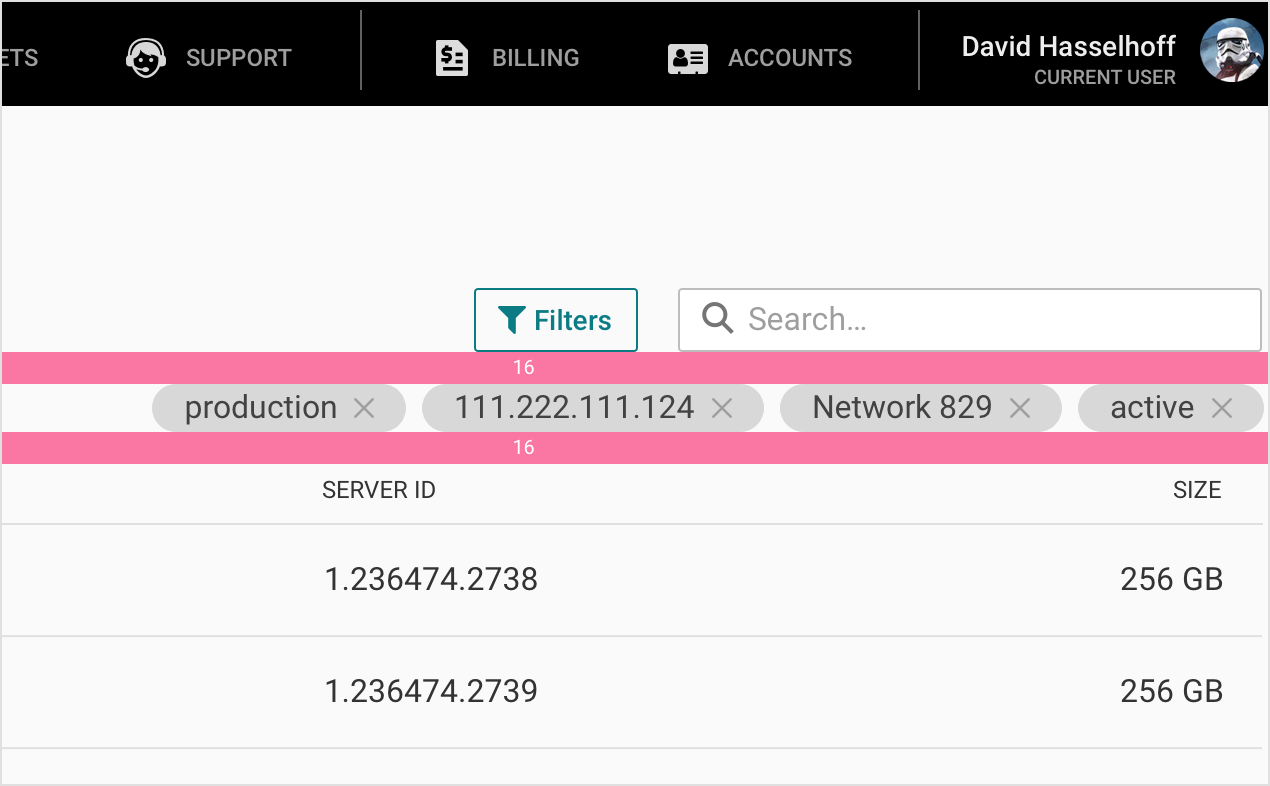 ETS SUPPORT BILLING ACCOUNTS David Hasselhoff
CURRENT USER
Filters Search...
16
production 111.222.111.124 Network 829 active
16
SERVER ID SIZE
1.236474.2738 256 GB
1.236474.2739 256 GB